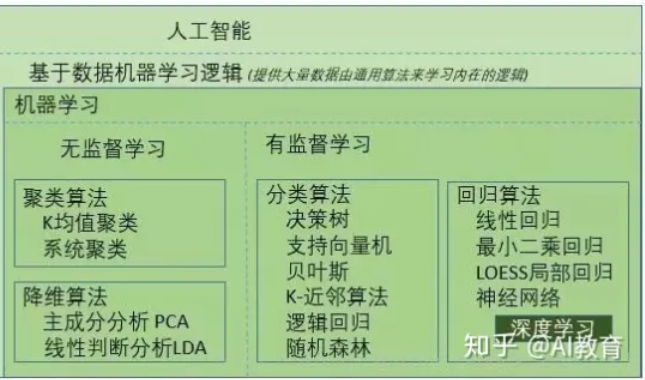 人工智能
基于数据机器学习逻辑 (提供大量数据由通用算法来学习内在的逻辑)
机器学习
无监督学习
聚类算法
K均值聚类
系统聚类
降维算法
主成分分析 PCA
线性判断分析LDA
有监督学习
分类算法
决策树
支持向量机
贝叶斯
K-近邻算法
逻辑回归
随机森林
回归算法
线性回归
最小二乘回归
LOESS局部回归
神经网络
深度学习
知乎 @AI教育